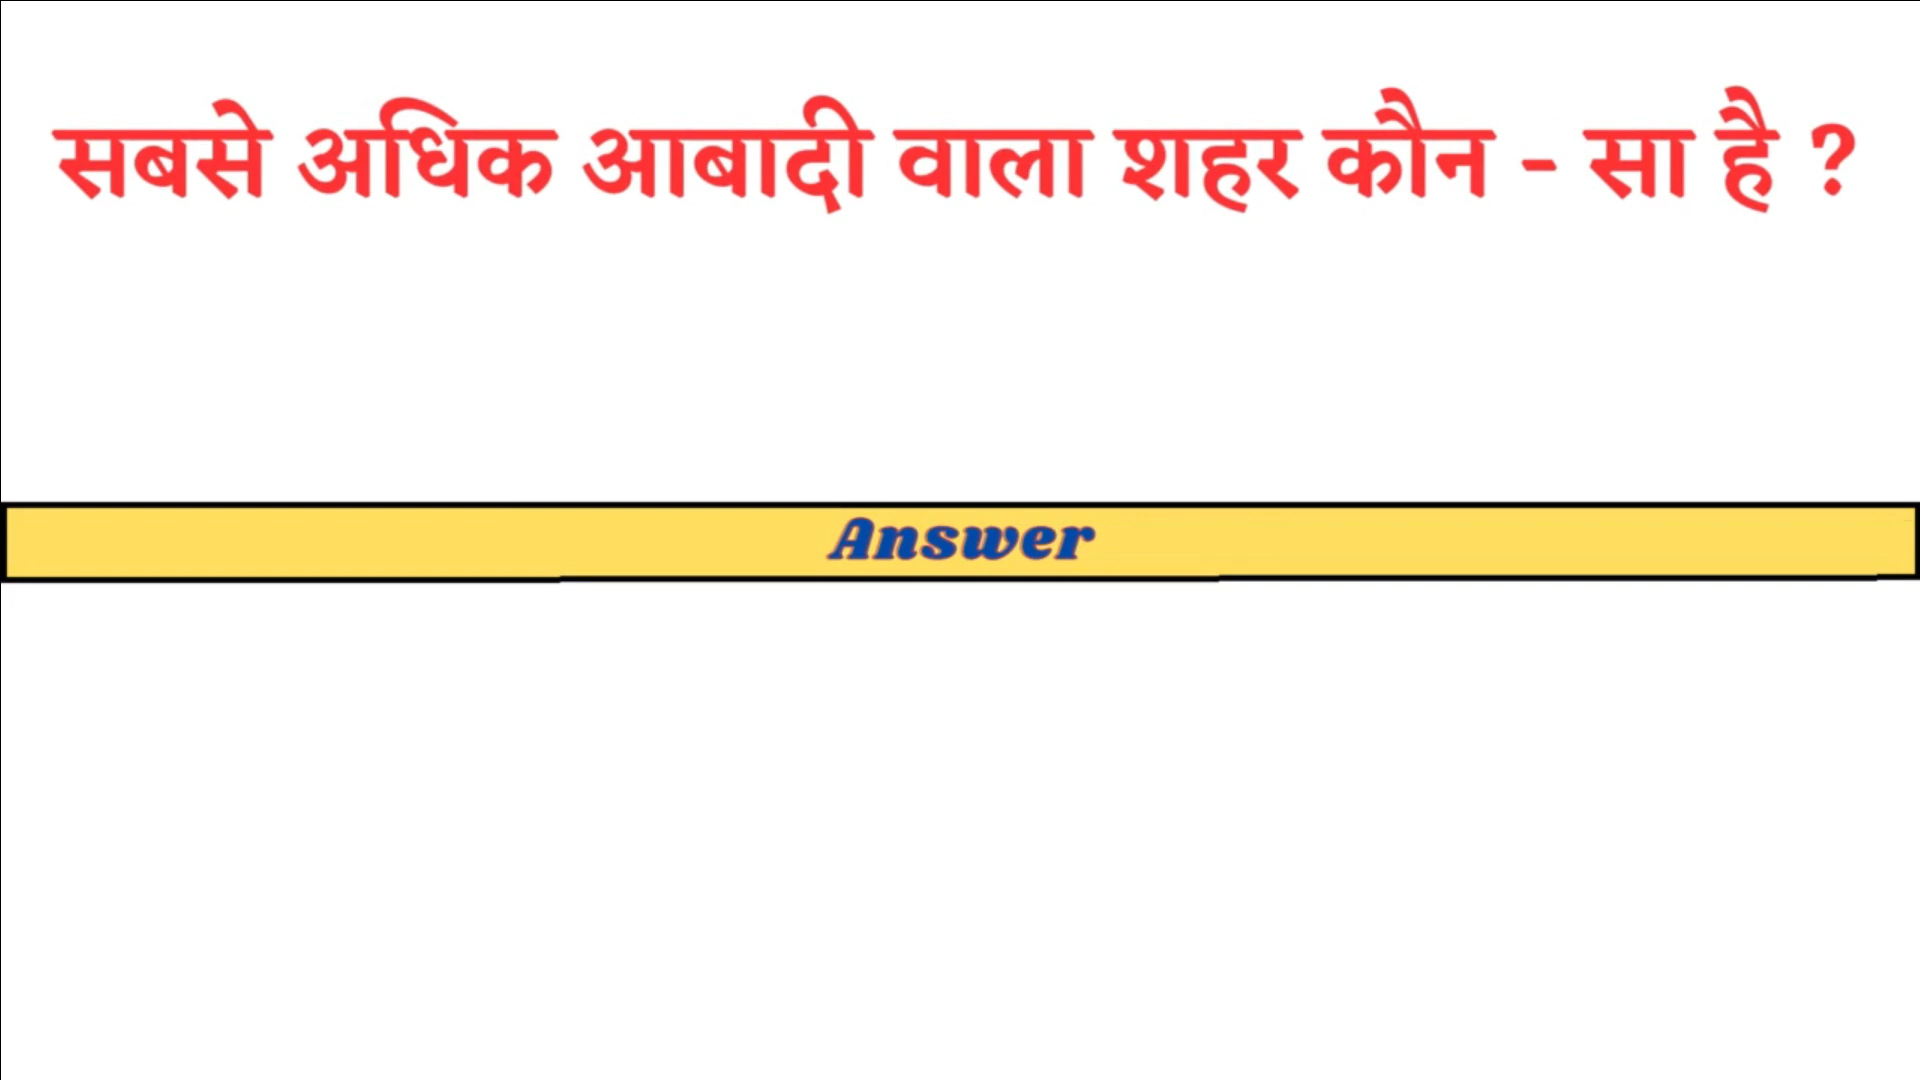 सबसे अधिक आबादी वाला शहर कौन - सा है ?
Answer